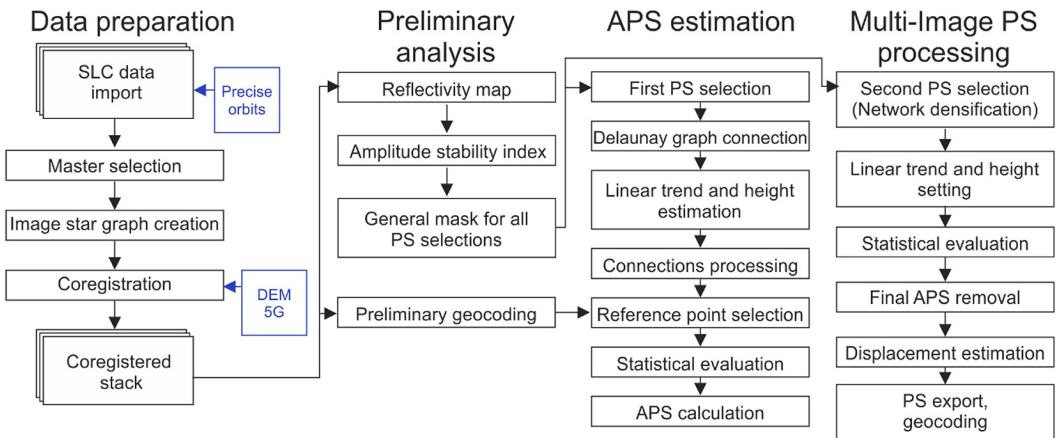 Data preparation
SLC data
import
Precise
orbits
Master selection
Image star graph creation
Coregistration
DEM
5G
Coregistered
stack
Preliminary
analysis
Reflectivity map
Amplitude stability index
General mask for all
PS selections
Preliminary geocoding
APS estimation
First PS selection
Delaunay graph connection
Linear trend and height
estimation
Connections processing
Reference point selection
Statistical evaluation
APS calculation
Multi-Image PS
processing
Second PS selection
(Network densification)
Linear trend and height
setting
Statistical evaluation
Final APS removal
Displacement estimation
PS export,
geocoding